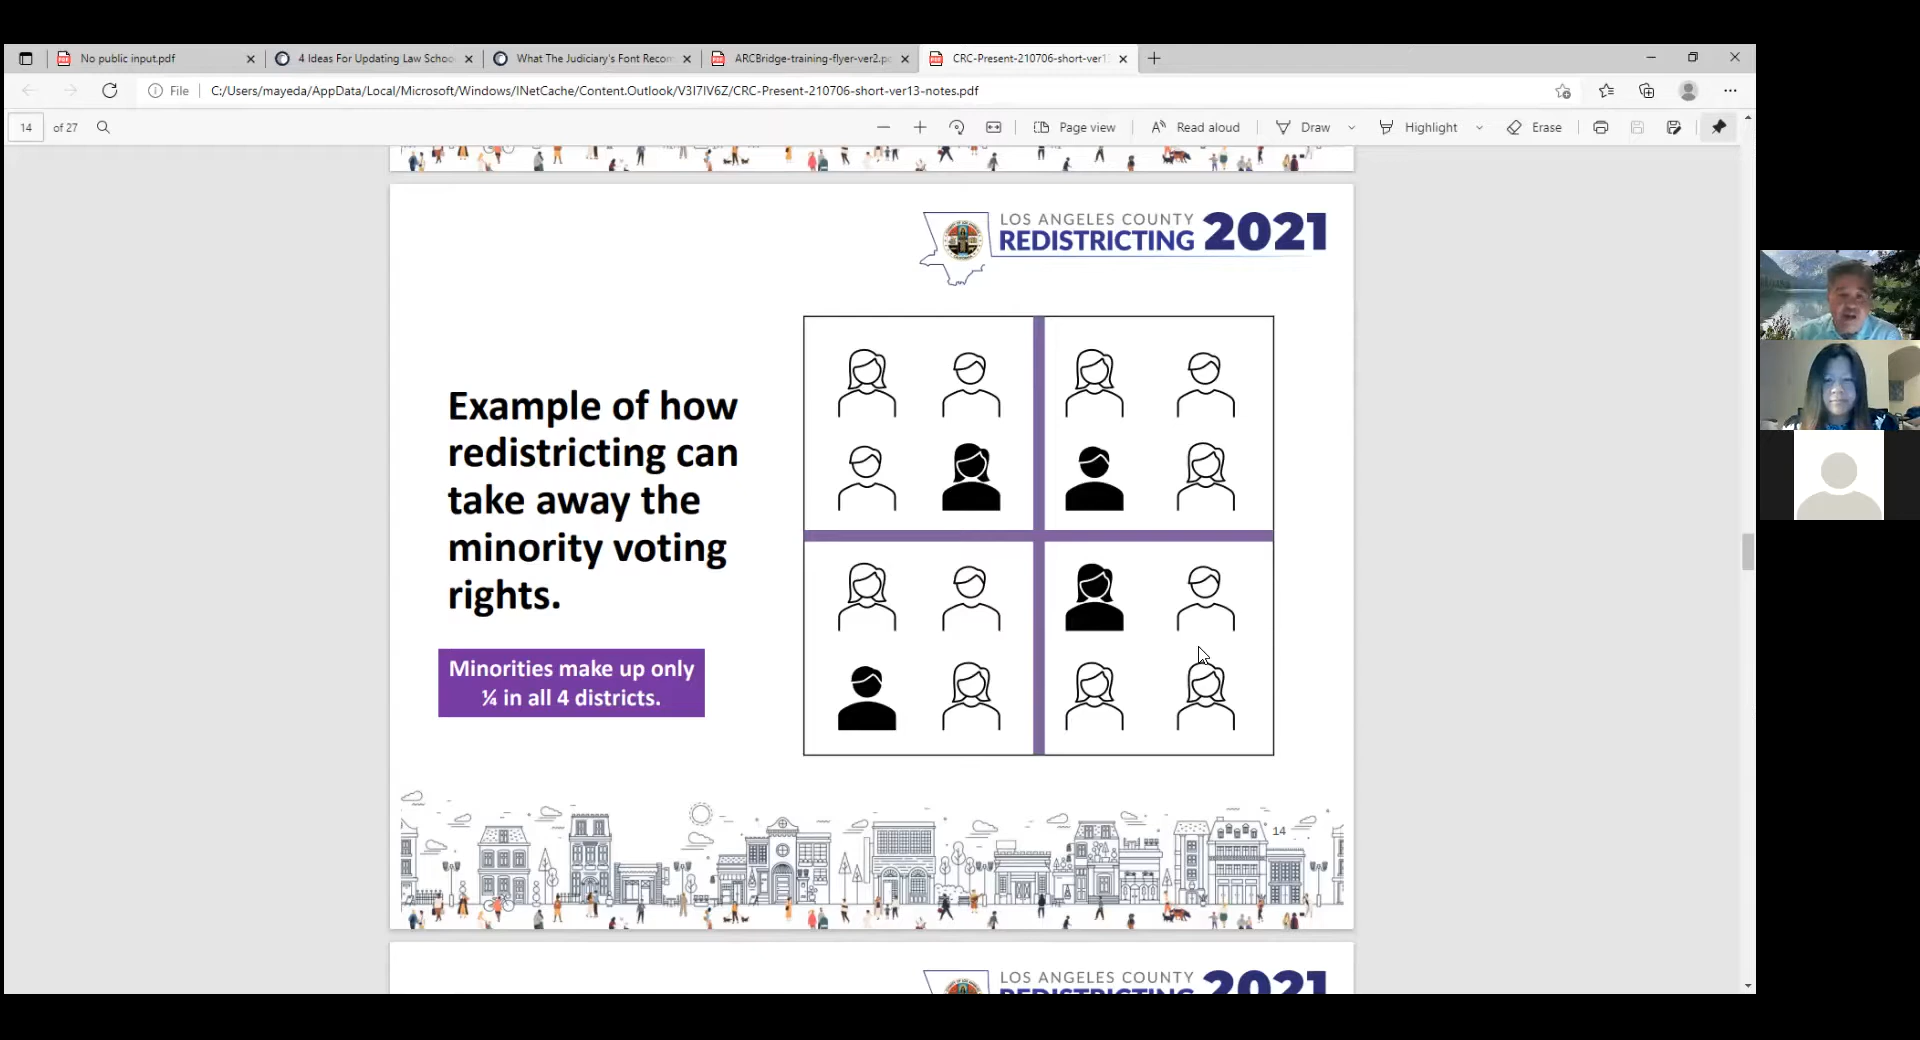 No public input.pdf
4 Ideas For Updating Law Schoo
What The Judiciary's Font Recom
ARCBridge-training-flyer-ver2.pd
CRC-Present-210706-short-ver1
File
C:/Users/mayeda/AppData/Local/Microsoft/Windows/INetCache/Content.Outlook/V3I7IV6Z/CRC-Present-210706-short-ver13-notes.pdf
14 of 27
Page view
Read aloud
Draw
Highlight
Erase
LOS ANGELES COUNTY
REDISTRICTING 2021
Example of how
redistricting can
take away the
minority voting
rights.
Minorities make up only
¼ in all 4 districts.
14
LOS ANGELES COUNTY
REDISTRICTING 2021